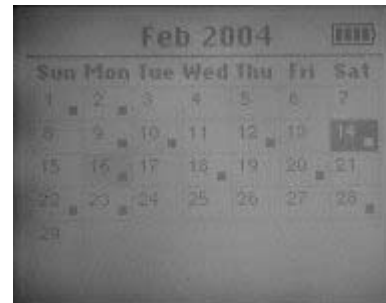 Feb 2004
Sun Mon Tue Wed Thu Fri Sat
1 2 3 4 5 6 7
8 9 10 11 12 13 14
15 16 17 18 19 20 21
22 23 24 25 26 27 28
29